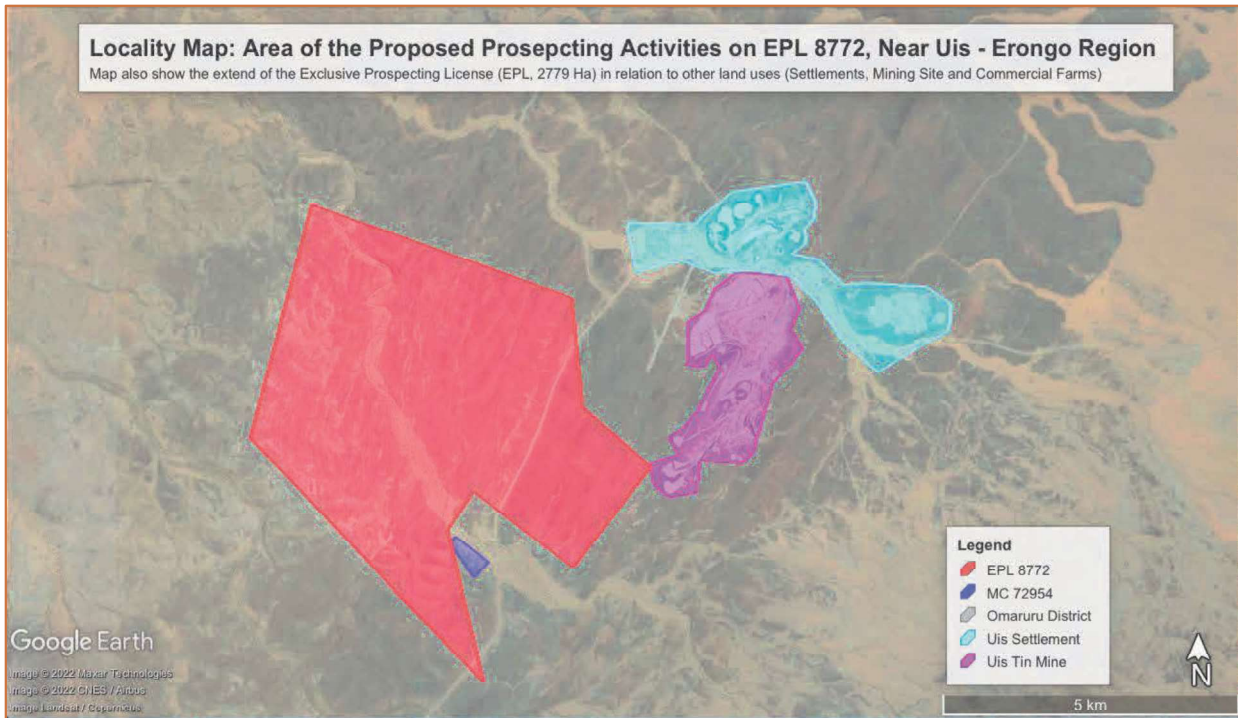 Locality Map: Area of the Proposed Prosepcting Activities on EPL 8772, Near Uis - Erongo Region
Map also show the extend of the Exclusive Prospecting License (EPL, 2779 Ha) in relation to other land uses (Settlements, Mining Site and Commercial Farms)
Legend
EPL 8772
MC 72954
Omaruru District
Uis Settlement
Uis Tin Mine
Google Earth
Image © 2022 Maxar Technologies
Image © 2022 CNES / Airbus
Image Landsat / Copernicus
N
5 km